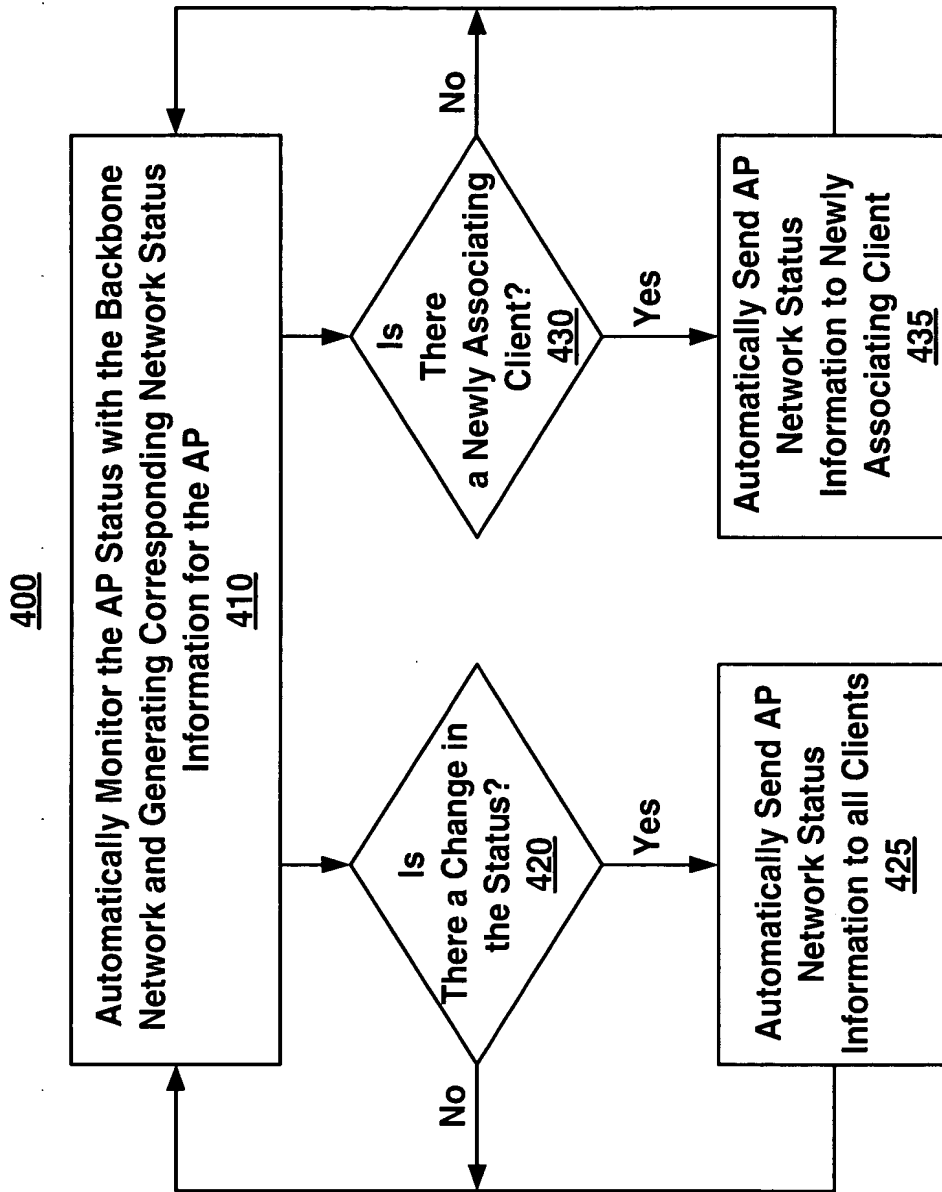 400
Automatically Monitor the AP Status with the Backbone
Network and Generating Corresponding Network Status
Information for the AP
410
Is
There a Change in
the Status?
420
No
Yes
Automatically Send AP
Network Status
Information to all Clients
425
Is
There
a Newly Associating
Client?
430
No
Yes
Automatically Send AP
Network Status
Information to Newly
Associating Client
435